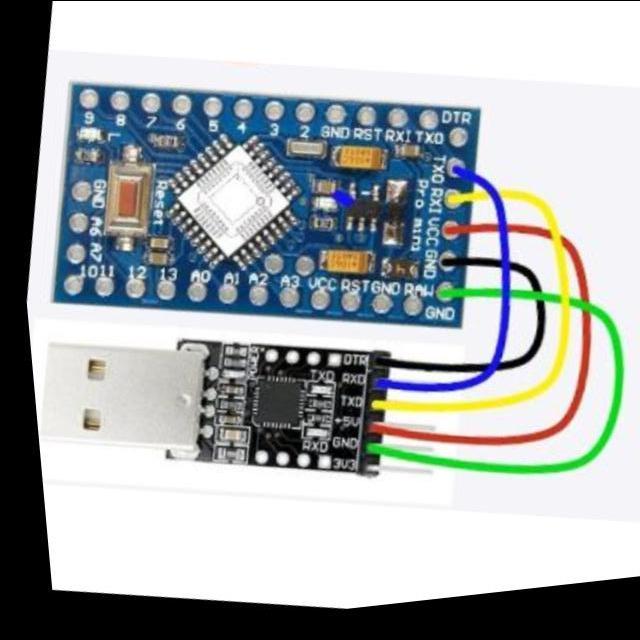 9 8 7 6 5 4 3 2 GND RST RXI TXO DTR
L
TXO
RXI
VCC
GND
GND
Pro Mini
Reset
GND
A6
A7
10 11 12 13 A0 A1 A2 A3 VCC RST GND RAW
DTR
RXD
TXD
+5V
GND
3V3
TXD
RXD
POWER